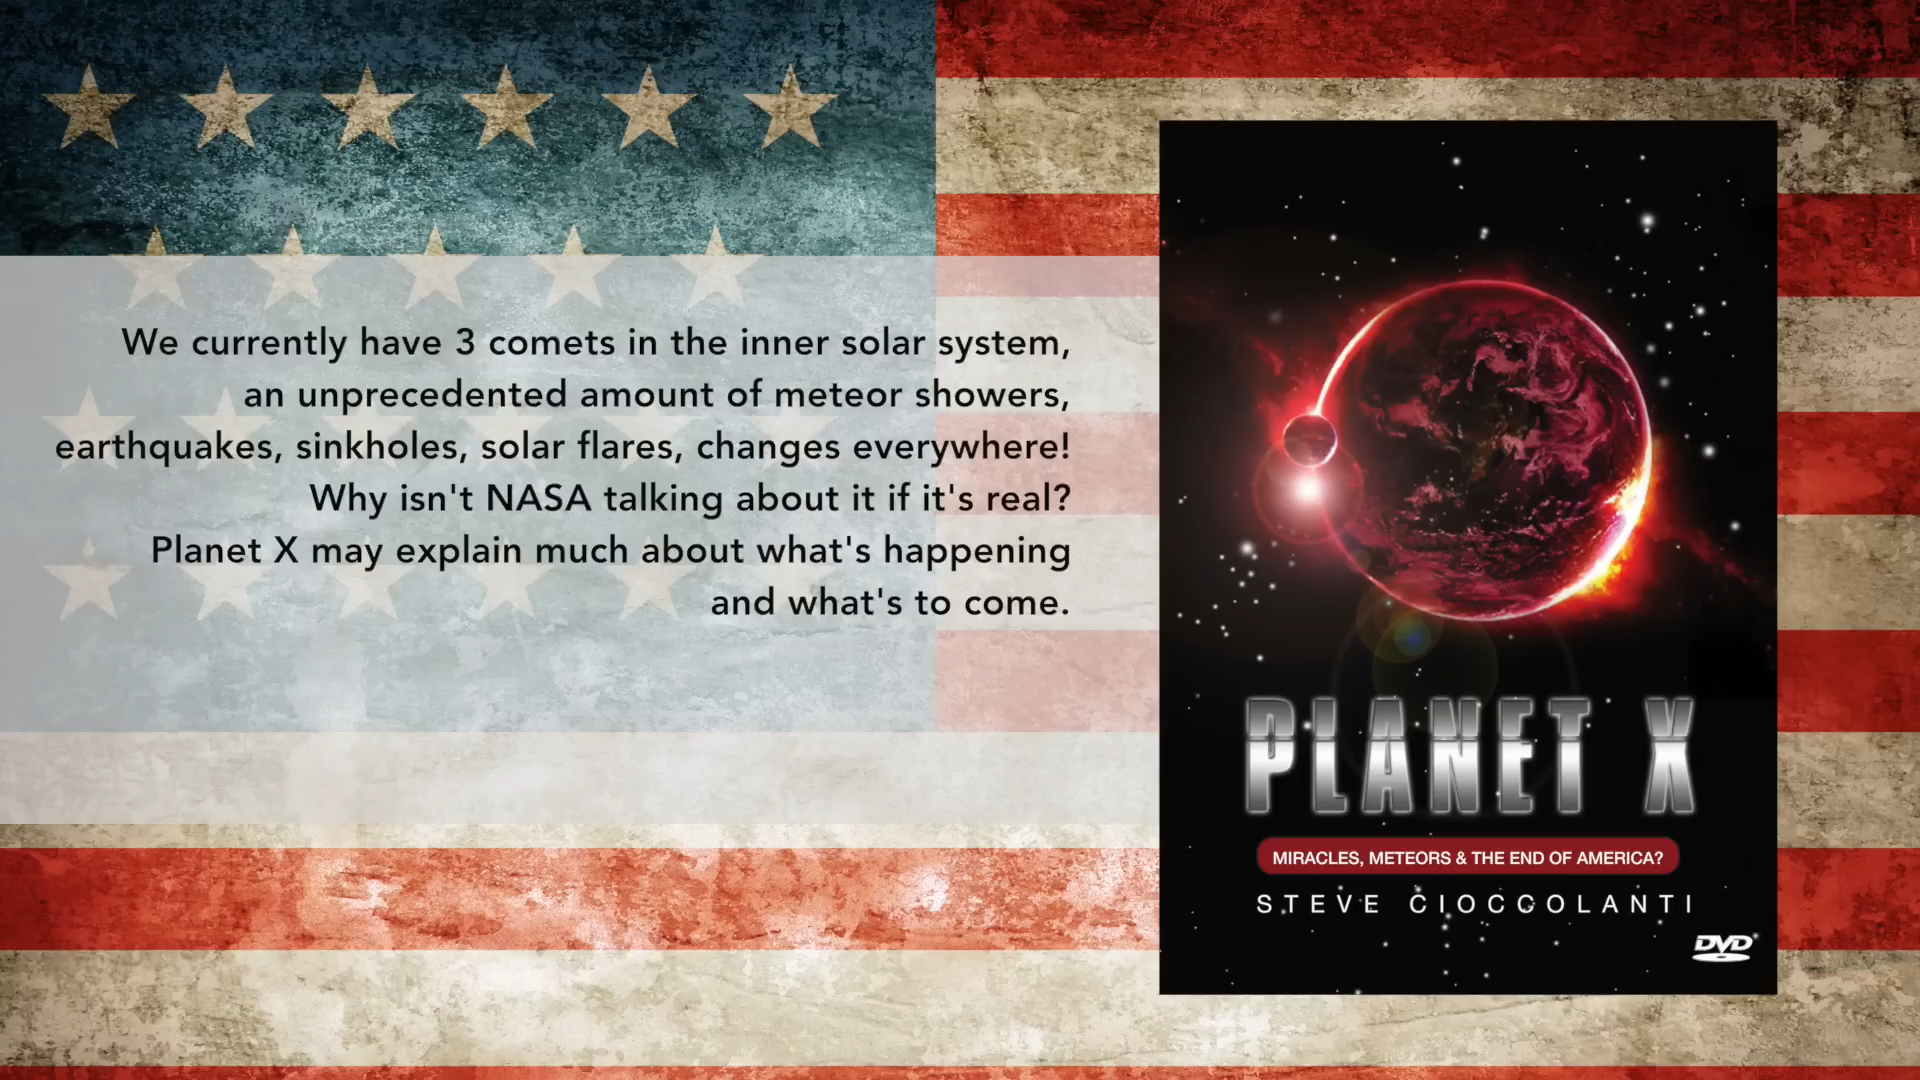 We currently have 3 comets in the inner solar system,
an unprecedented amount of meteor showers,
earthquakes, sinkholes, solar flares, changes everywhere!
Why isn't NASA talking about it if it's real?
Planet X may explain much about what's happening
and what's to come.
PLANET X
MIRACLES, METEORS & THE END OF AMERICA?
STEVE CIOCCOLANTI
DVD